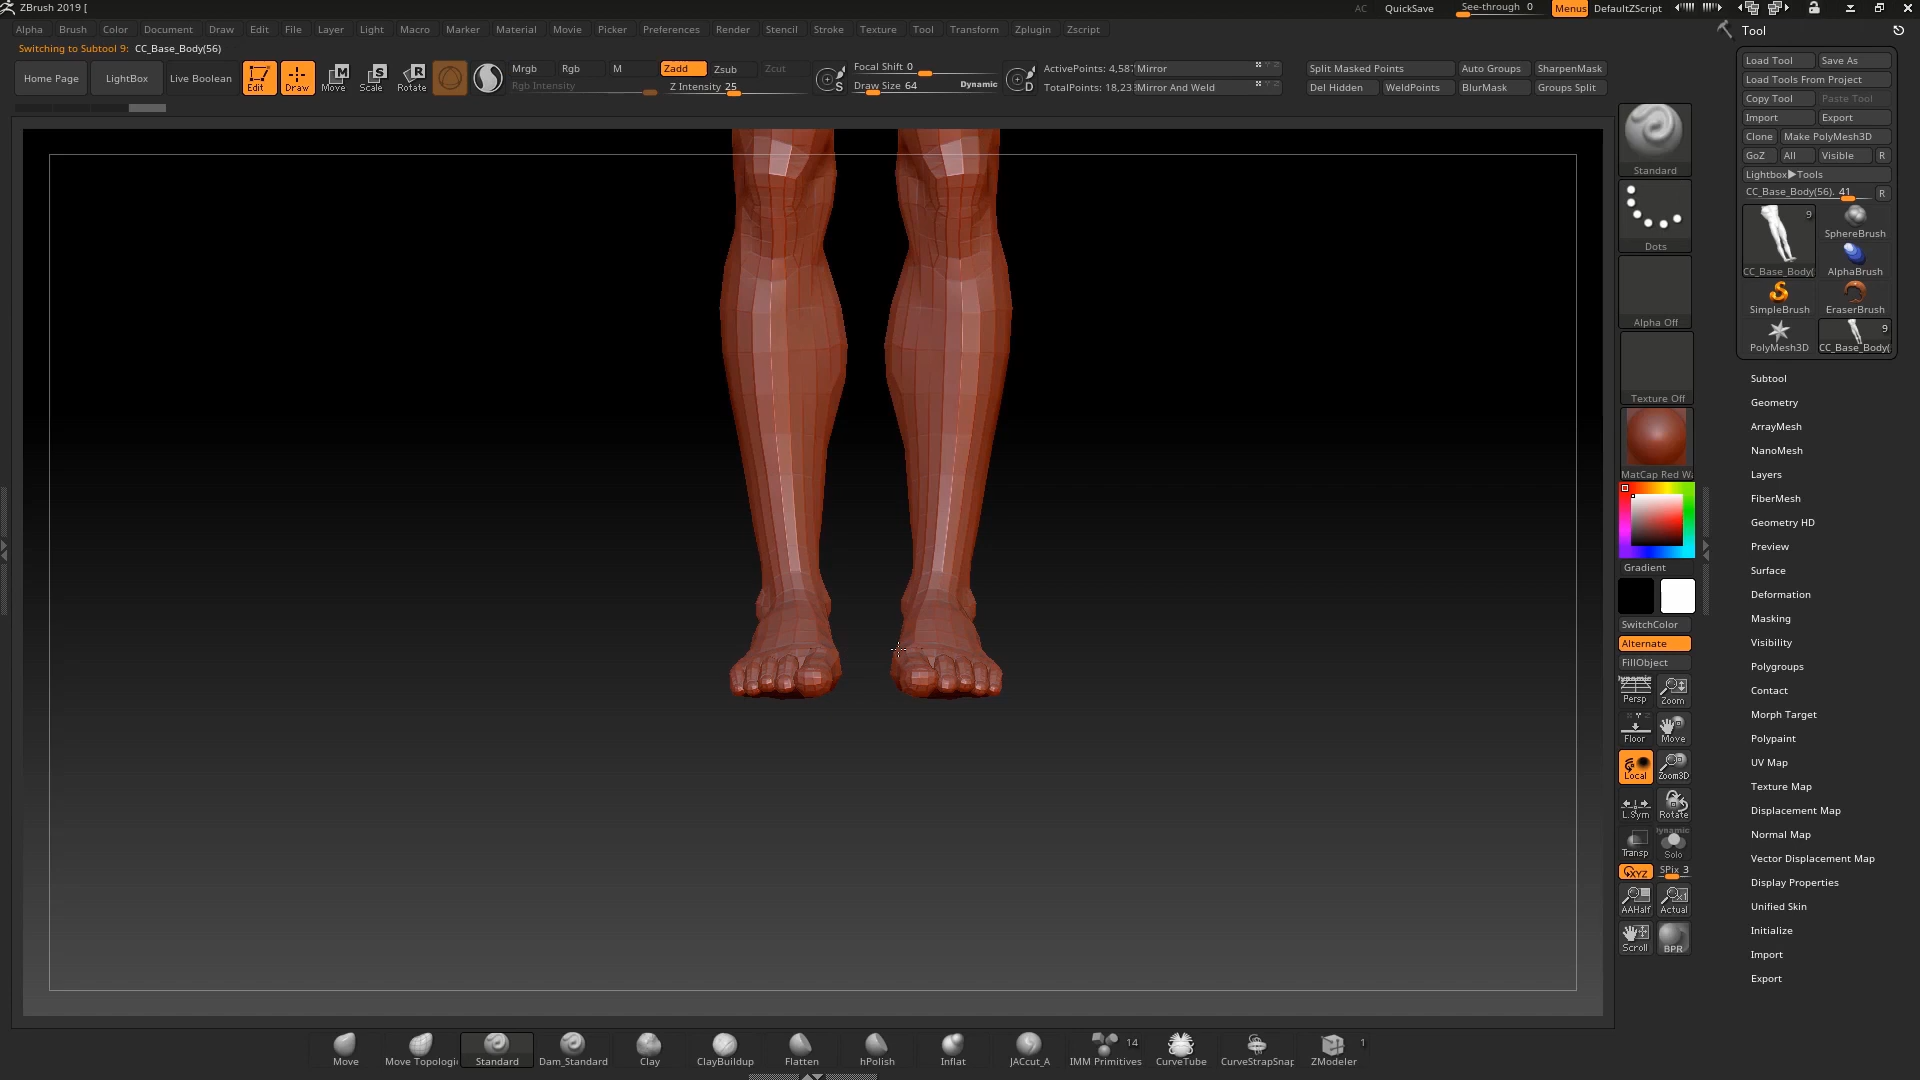 ZBrush 2019 [
AC QuickSave See-through 0 Menus DefaultZScript
Alpha Brush Color Document Draw Edit File Layer Light Macro Marker Material Movie Picker Preferences Render Stencil Stroke Texture Tool Transform Zplugin Zscript
Switching to Subtool 9: CC_Base_Body(56)
Home Page LightBox Live Boolean Edit Draw Move Scale Rotate
Mrgb Rgb M Zadd Zsub Zcut
Rgb Intensity Z Intensity 25
S Focal Shift 0
Draw Size 64 Dynamic
D ActivePoints: 4,587 Mirror
TotalPoints: 18,23 Mirror And Weld
Split Masked Points Auto Groups SharpenMask
Del Hidden WeldPoints BlurMask Groups Split
Standard
Dots
Alpha Off
Texture Off
MatCap Red Wa
Gradient
SwitchColor
Alternate
FillObject
Dynamic
Persp Zoom
Floor Move
Local Zoom3D
L.Sym Rotate
Dynamic
Transp Solo
XYZ SPix 3
AAHalf Actual
Scroll BPR
Tool
Load Tool Save As
Load Tools From Project
Copy Tool Paste Tool
Import Export
Clone Make PolyMesh3D
GoZ All Visible R
Lightbox▶Tools
CC_Base_Body(56). 41 R
9
SphereBrush
CC_Base_Body( AlphaBrush
SimpleBrush EraserBrush
9
PolyMesh3D CC_Base_Body(
Subtool
Geometry
ArrayMesh
NanoMesh
Layers
FiberMesh
Geometry HD
Preview
Surface
Deformation
Masking
Visibility
Polygroups
Contact
Morph Target
Polypaint
UV Map
Texture Map
Displacement Map
Normal Map
Vector Displacement Map
Display Properties
Unified Skin
Initialize
Import
Export
14 1
Move Move Topologi Standard Dam_Standard Clay ClayBuildup Flatten hPolish Inflat JAcut_A IMM Primitives CurveTube CurveStrapSnap ZModeler